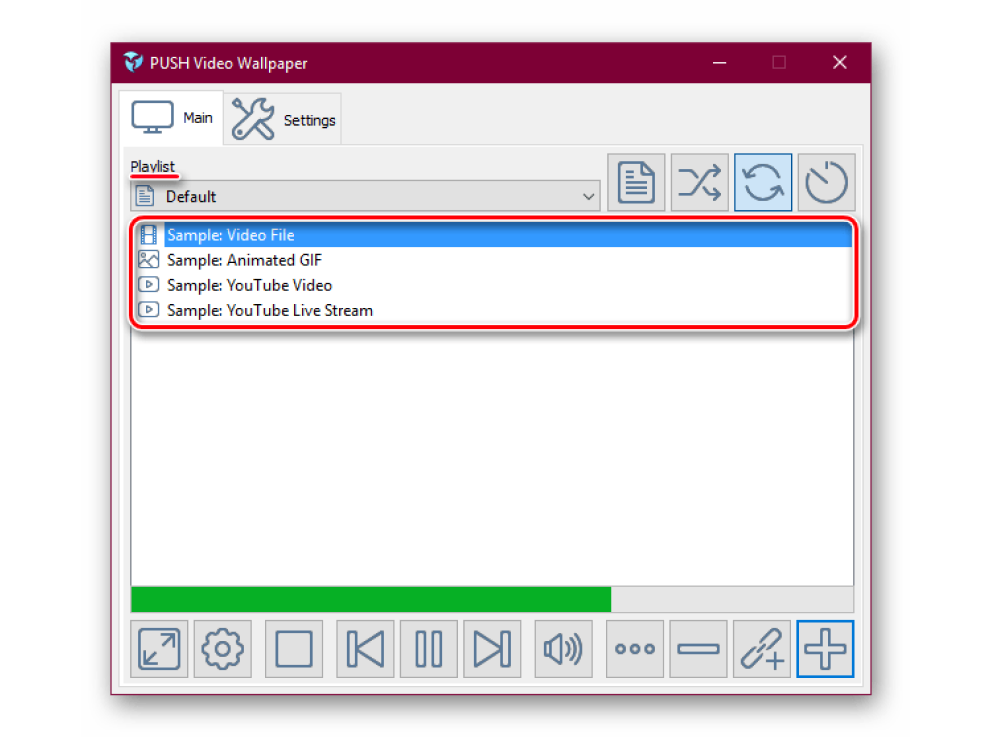 PUSH Video Wallpaper
Main
Settings
Playlist
Default
Sample: Video File
Sample: Animated GIF
Sample: YouTube Video
Sample: YouTube Live Stream